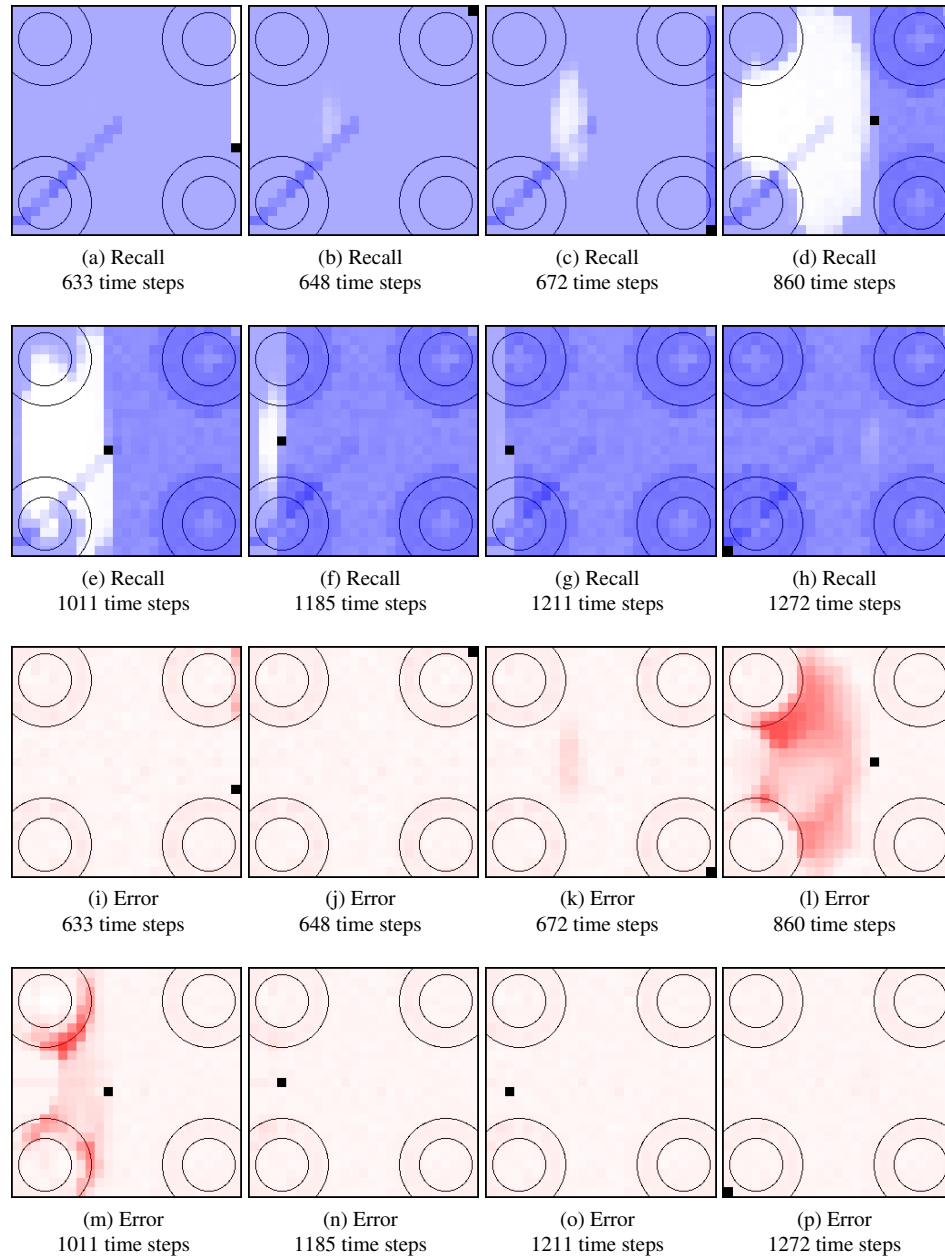 (a) Recall
633 time steps
(b) Recall
648 time steps
(c) Recall
672 time steps
(d) Recall
860 time steps
(e) Recall
1011 time steps
(f) Recall
1185 time steps
(g) Recall
1211 time steps
(h) Recall
1272 time steps
(i) Error
633 time steps
(j) Error
648 time steps
(k) Error
672 time steps
(l) Error
860 time steps
(m) Error
1011 time steps
(n) Error
1185 time steps
(o) Error
1211 time steps
(p) Error
1272 time steps